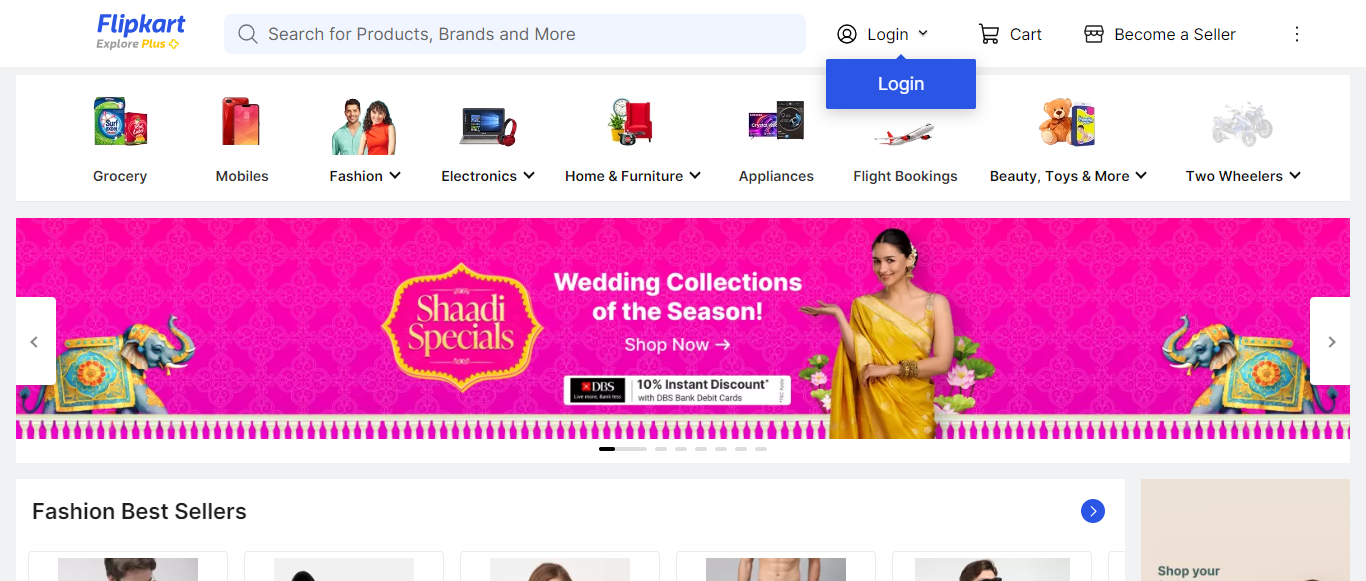 Flipkart
Explore Plus
Search for Products, Brands and More
Login
Cart
Become a Seller
Login
Surf excel
Grocery
Mobiles
Fashion
Electronics
Home & Furniture
Appliances
Flight Bookings
Beauty, Toys & More
Two Wheelers
Shaadi
Specials
Wedding Collections
of the Season!
Shop Now →
DBS
Live more, Bank less
10% Instant Discount*
with DBS Bank Debit Cards
Fashion Best Sellers
Shop your